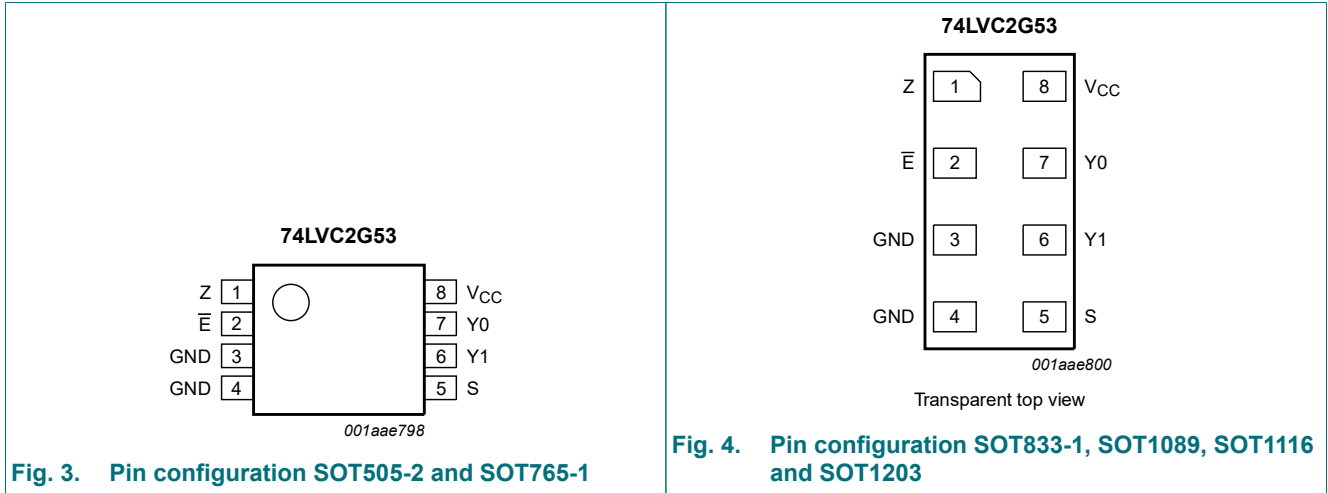 74LVC2G53
Z 1 8 VCC
E̅ 2 7 Y0
GND 3 6 Y1
GND 4 5 S
001aae798
Fig. 3. Pin configuration SOT505-2 and SOT765-1
74LVC2G53
Z 1 8 VCC
E̅ 2 7 Y0
GND 3 6 Y1
GND 4 5 S
001aae800
Transparent top view
Fig. 4. Pin configuration SOT833-1, SOT1089, SOT1116
and SOT1203